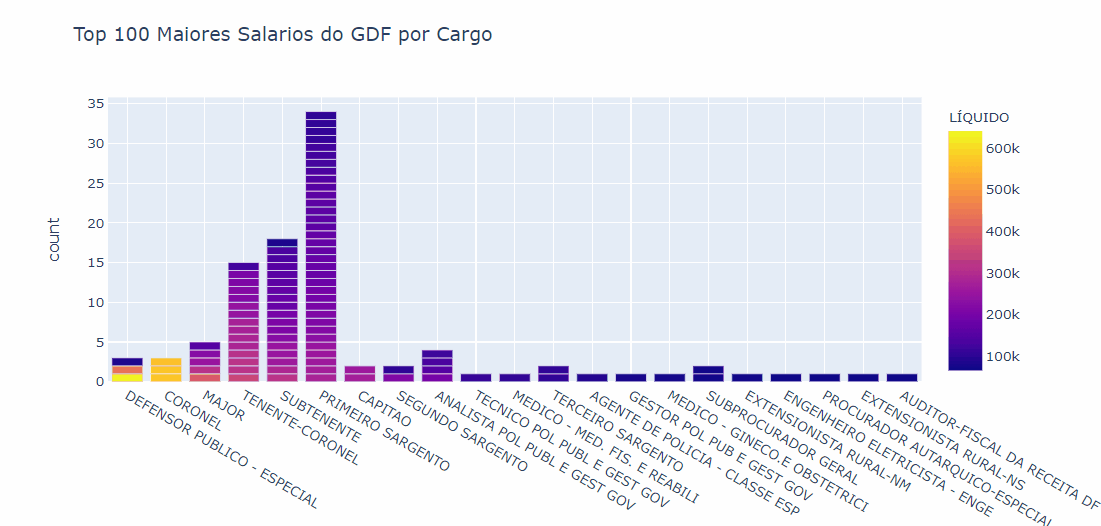 Top 100 Maiores Salarios do GDF por Cargo
LÍQUIDO
600k
500k
400k
300k
200k
100k
count
35
30
25
20
15
10
5
0
DEFENSOR PUBLICO - ESPECIAL
CORONEL
MAJOR
TENENTE-CORONEL
SUBTENENTE
PRIMEIRO SARGENTO
CAPITAO
SEGUNDO SARGENTO
ANALISTA POL PUBL E GEST GOV
TECNICO POL PUBL E GEST GOV
MEDICO - MED. FIS. E REABILI
TERCEIRO SARGENTO
AGENTE DE POLICIA - CLASSE ESP
GESTOR POL PUB E GEST GOV
MEDICO - GINECO.E OBSTETRICI
SUBPROCURADOR GERAL
EXTENSIONISTA RURAL-NM
ENGENHEIRO ELETRICISTA - ENGE
PROCURADOR AUTARQUICO-ESPECIAL
EXTENSIONISTA RURAL-NS
AUDITOR-FISCAL DA RECEITA DF